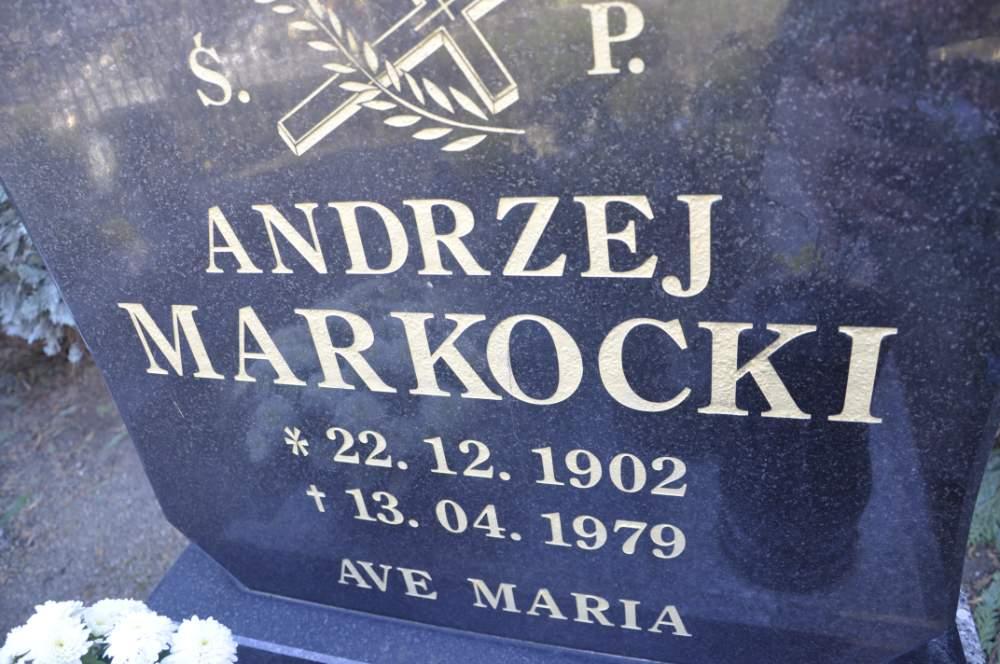 Ś. P.
ANDRZEJ
MARKOCKI
* 22. 12. 1902
† 13. 04. 1979
AVE MARIA